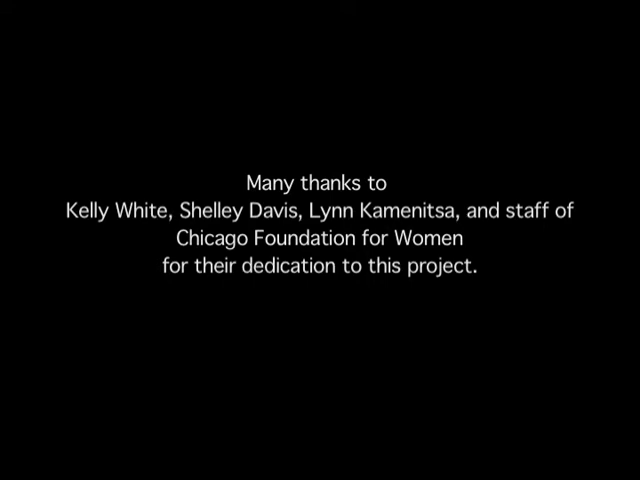 Many thanks to
Kelly White, Shelley Davis, Lynn Kamenitsa, and staff of
Chicago Foundation for Women
for their dedication to this project.